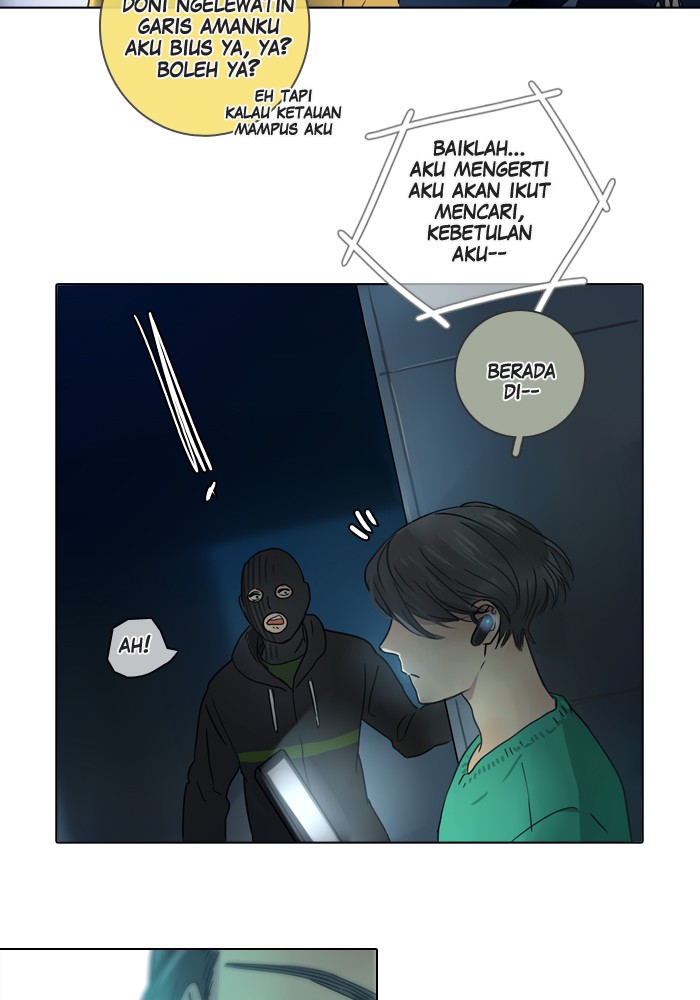 DONI NGELEWATIN
GARIS AMANKU
AKU BIUS YA, YA?
BOLEH YA?
EH TAPI
KALAU KETAUAN
MAMPUS AKU
BAIKLAH...
AKU MENGERTI
AKU AKAN IKUT
MENCARI,
KEBETULAN
AKU--
BERADA
DI--
AH!